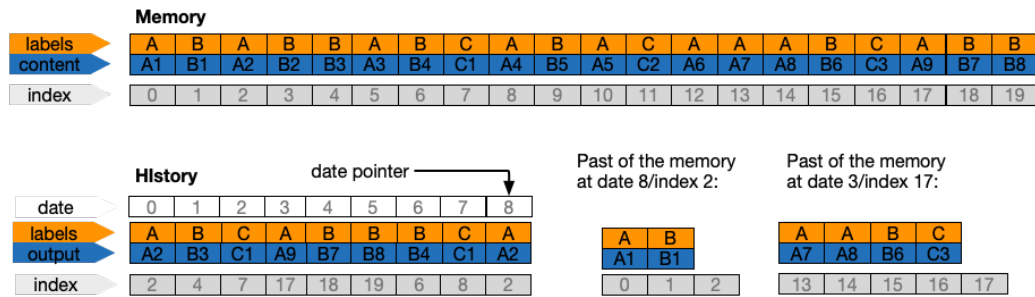 Memory
labels A B A B B A B C A B A C A A A B C A B B
content A1 B1 A2 B2 B3 A3 B4 C1 A4 B5 A5 C2 A6 A7 A8 B6 C3 A9 B7 B8
index 0 1 2 3 4 5 6 7 8 9 10 11 12 13 14 15 16 17 18 19
HIstory
date pointer
date 0 1 2 3 4 5 6 7 8
labels A B C A B B B C A
output A2 B3 C1 A9 B7 B8 B4 C1 A2
index 2 4 7 17 18 19 6 8 2
Past of the memory
at date 8/index 2:
A B
A1 B1
0 1 2
Past of the memory
at date 3/index 17:
A A B C
A7 A8 B6 C3
13 14 15 16 17